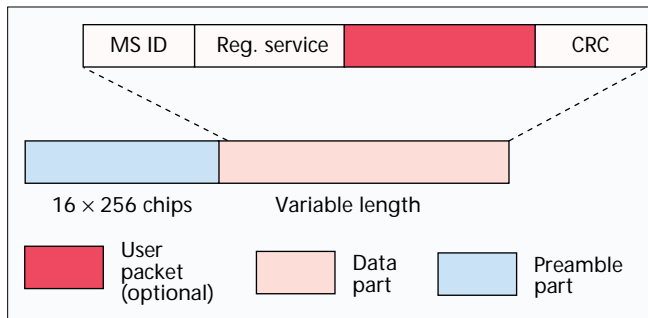 MS ID
Reg. service
CRC
16 × 256 chips
Variable length
User
packet
(optional)
Data
part
Preamble
part